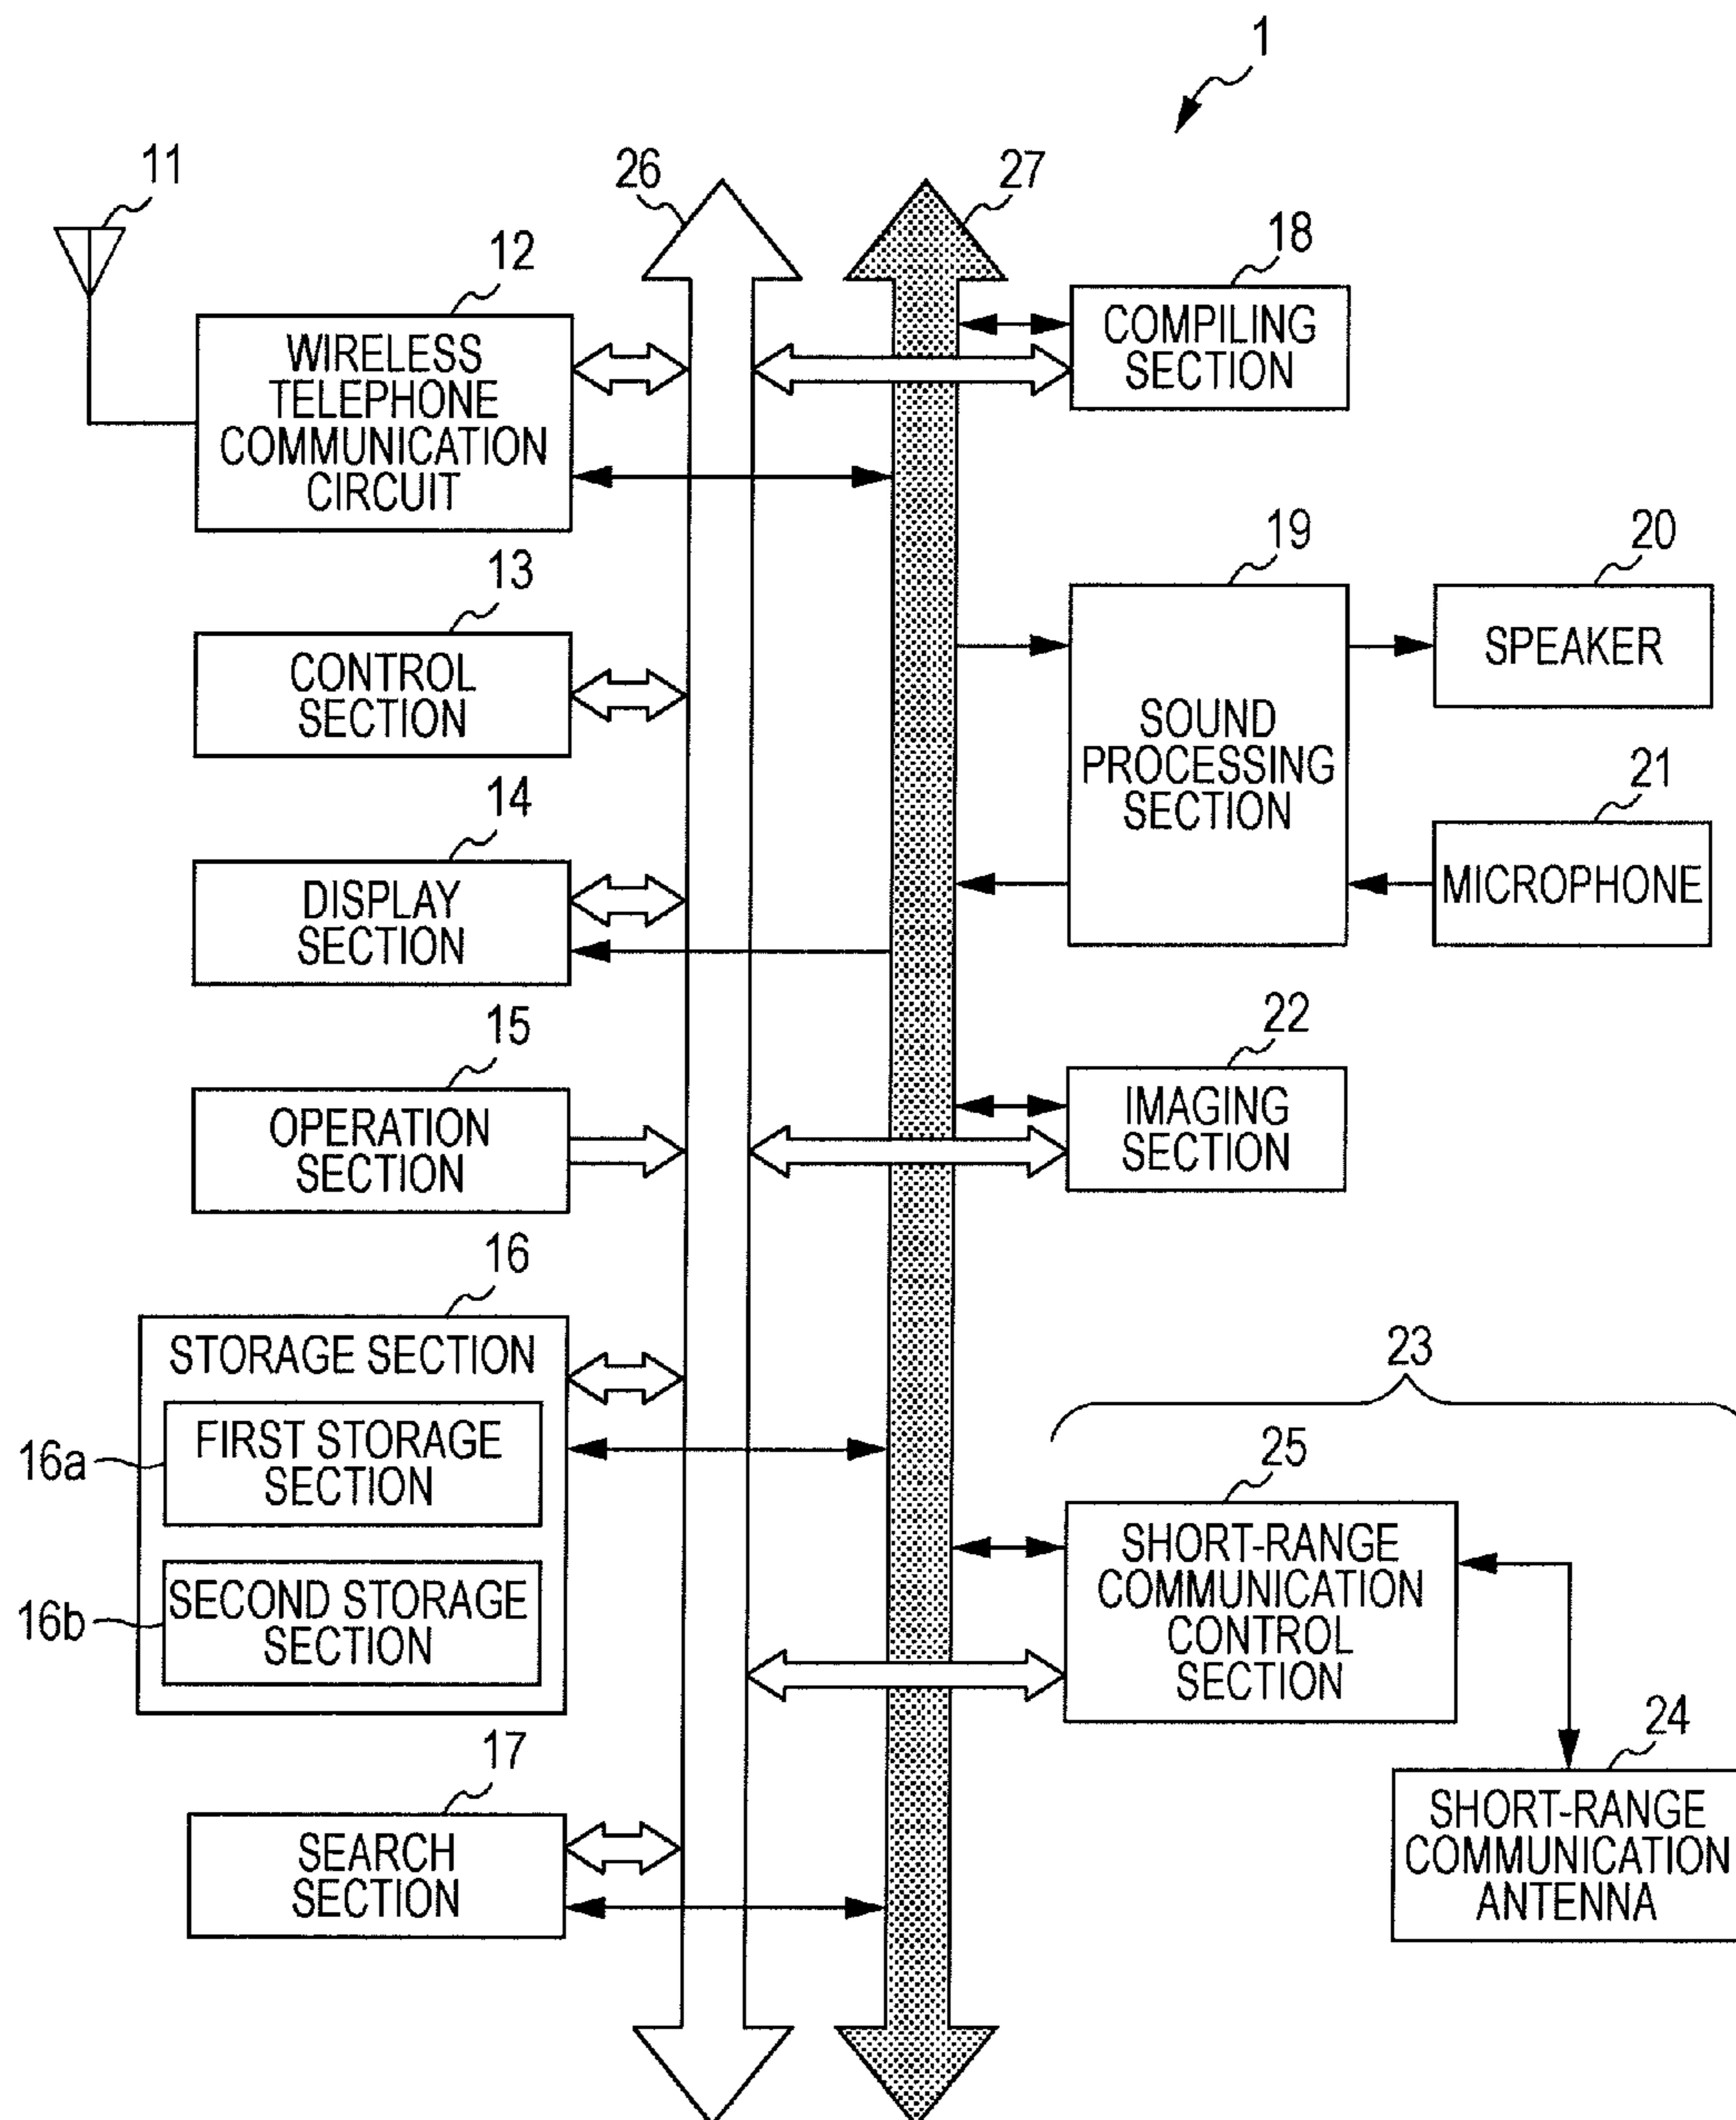 1
11
26
27
12
WIRELESS
TELEPHONE
COMMUNICATION
CIRCUIT
18
COMPILING
SECTION
13
CONTROL
SECTION
19
SOUND
PROCESSING
SECTION
20
SPEAKER
21
MICROPHONE
14
DISPLAY
SECTION
15
OPERATION
SECTION
22
IMAGING
SECTION
16
STORAGE SECTION
16a
FIRST STORAGE
SECTION
16b
SECOND STORAGE
SECTION
23
25
SHORT-RANGE
COMMUNICATION
CONTROL
SECTION
24
SHORT-RANGE
COMMUNICATION
ANTENNA
17
SEARCH
SECTION